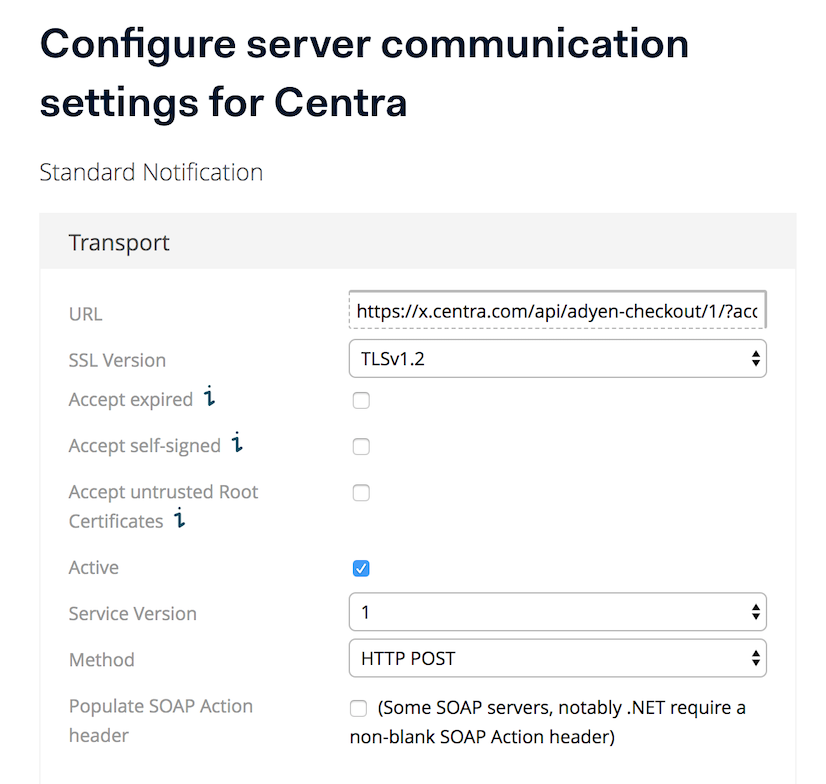 Configure server communication
settings for Centra
Standard Notification
Transport
URL
https://x.centra.com/api/adyen-checkout/1/?acc
SSL Version
TLSv1.2
Accept expired
Accept self-signed
Accept untrusted Root
Certificates
Active
Service Version
1
Method
HTTP POST
Populate SOAP Action
header
(Some SOAP servers, notably .NET require a
non-blank SOAP Action header)